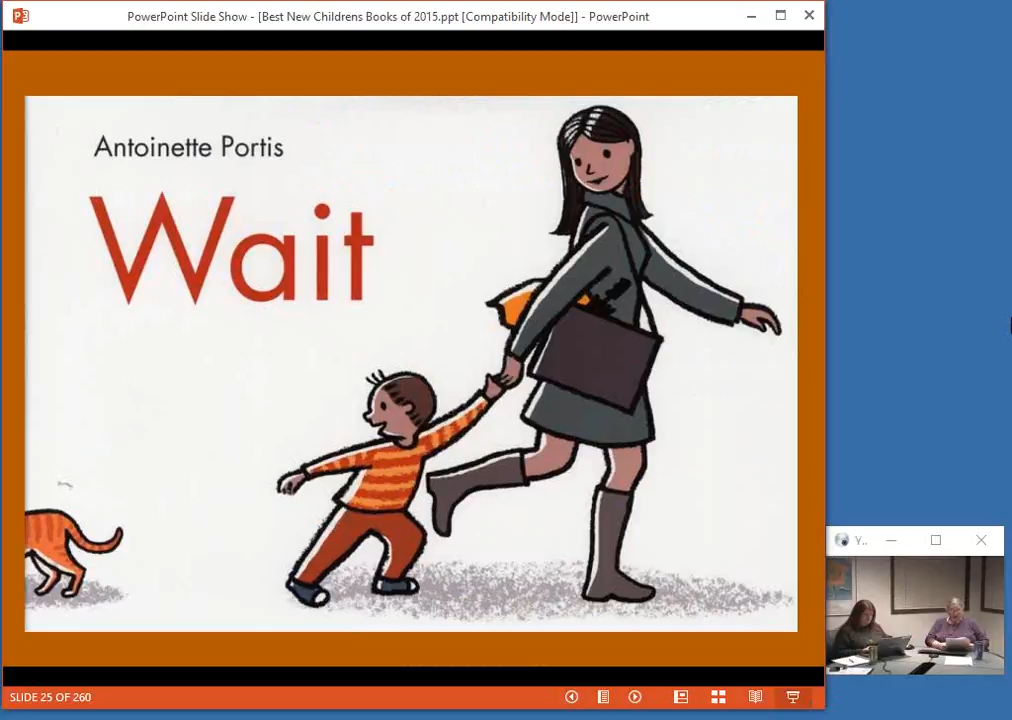 PowerPoint Slide Show - [Best New Childrens Books of 2015.ppt [Compatibility Mode]] - PowerPoint
Antoinette Portis
Wait
Y..
SLIDE 25 OF 260